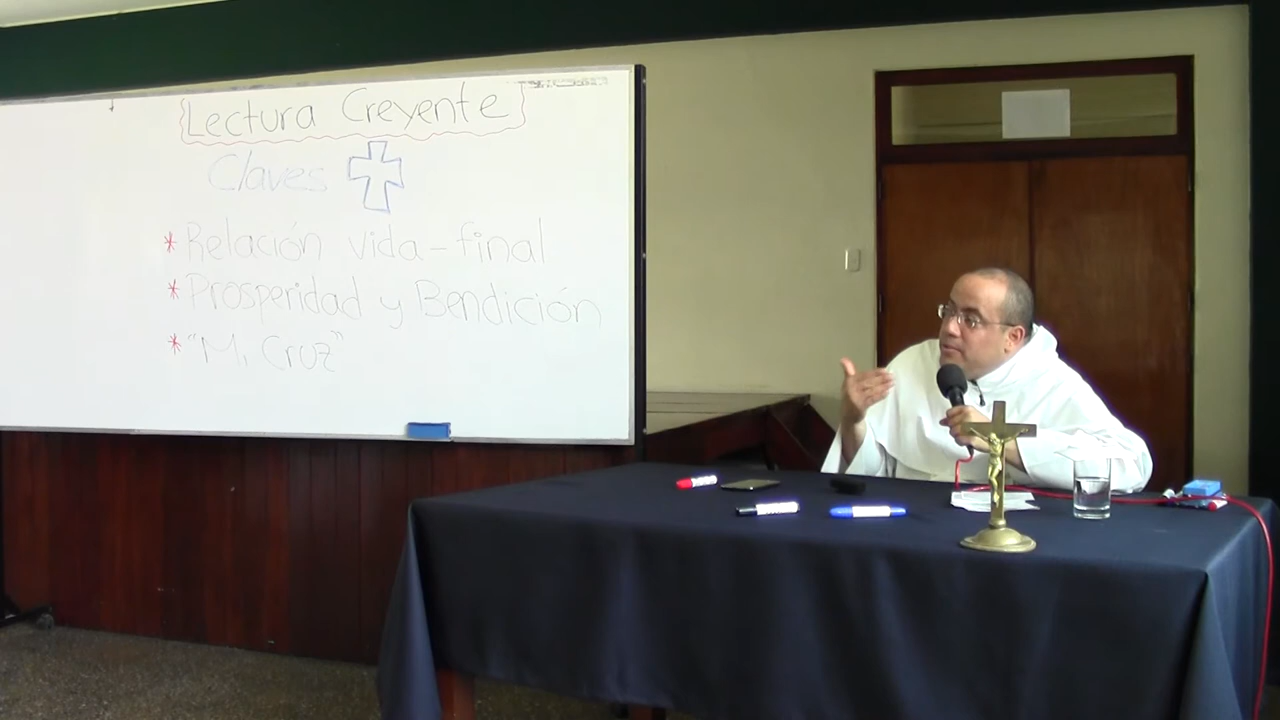 Lectura Creyente
Claves
* Relación vida-final
* Prosperidad y Bendición
* "M. Cruz"